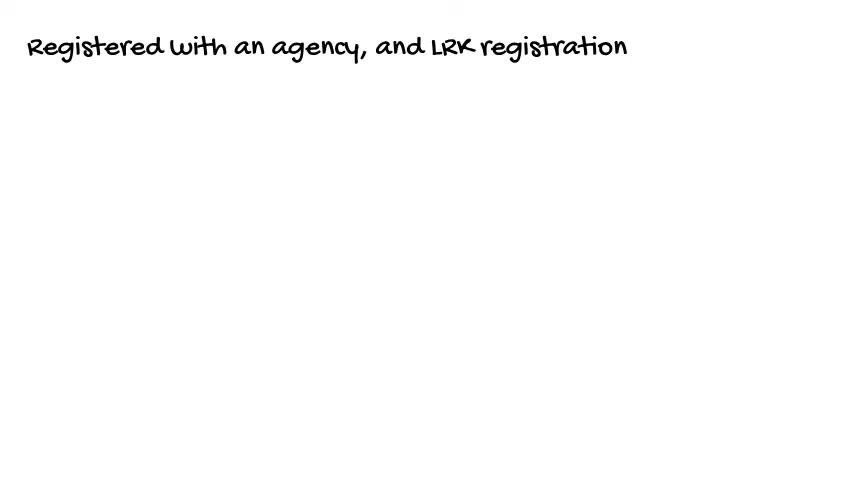 Registered with an agency, and LRK registration